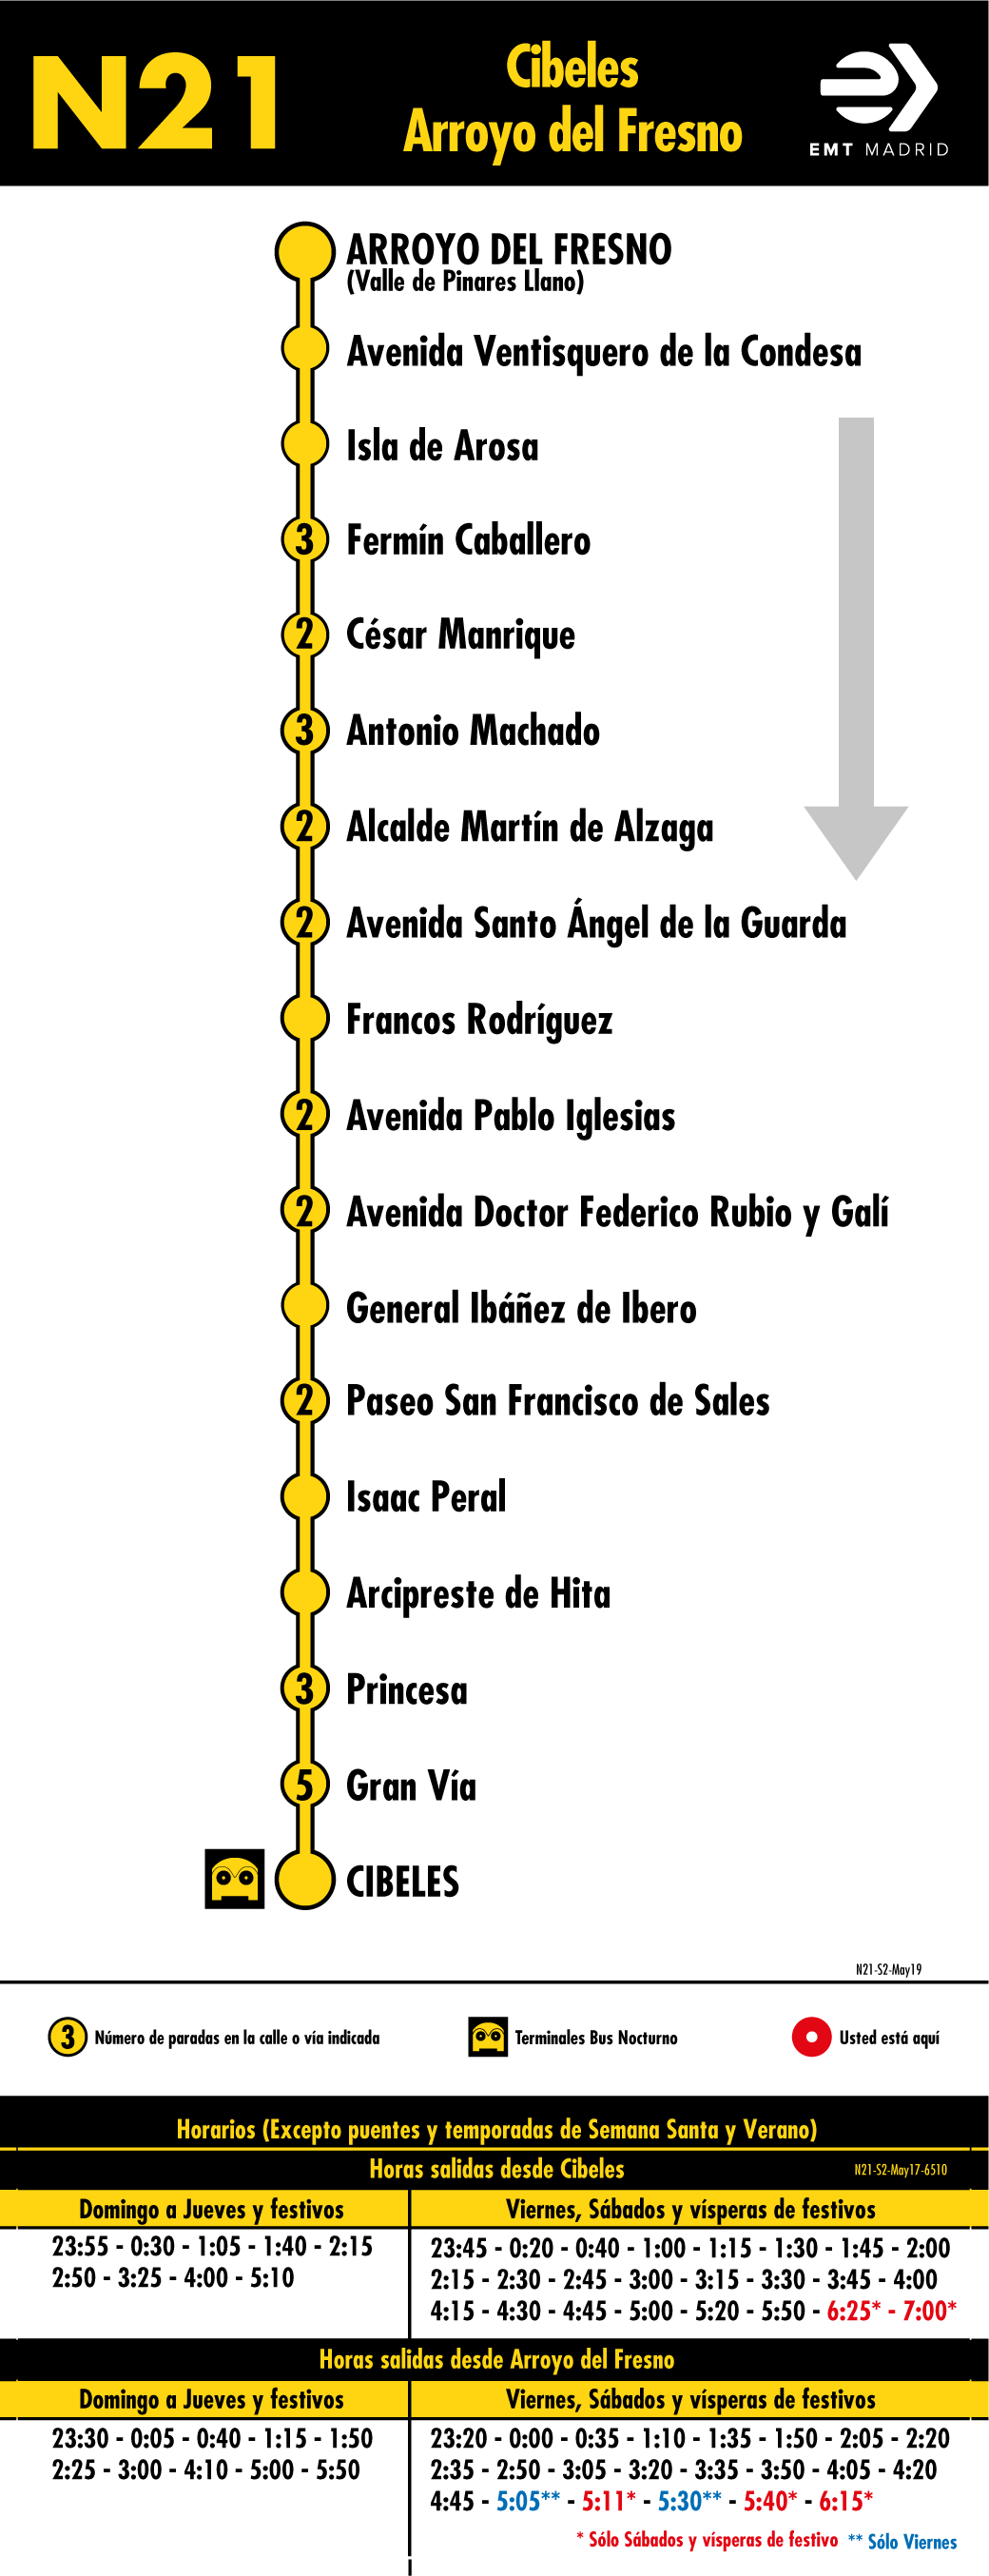 N21
Cibeles
Arroyo del Fresno
EMT MADRID
ARROYO DEL FRESNO
(Valle de Pinares Llano)
Avenida Ventisquero de la Condesa
Isla de Arosa
3 Fermín Caballero
2 César Manrique
3 Antonio Machado
2 Alcalde Martín de Alzaga
2 Avenida Santo Ángel de la Guarda
Francos Rodríguez
2 Avenida Pablo Iglesias
2 Avenida Doctor Federico Rubio y Galí
General Ibáñez de Ibero
2 Paseo San Francisco de Sales
Isaac Peral
Arcipreste de Hita
3 Princesa
5 Gran Vía
CIBELES
N21-S2-May19
3 Número de paradas en la calle o vía indicada
Terminales Bus Nocturno
Usted está aquí
Horarios (Excepto puentes y temporadas de Semana Santa y Verano)
Horas salidas desde Cibeles
N21-S2-May17-6510
Domingo a Jueves y festivos
23:55 - 0:30 - 1:05 - 1:40 - 2:15
2:50 - 3:25 - 4:00 - 5:10
Viernes, Sábados y vísperas de festivos
23:45 - 0:20 - 0:40 - 1:00 - 1:15 - 1:30 - 1:45 - 2:00
2:15 - 2:30 - 2:45 - 3:00 - 3:15 - 3:30 - 3:45 - 4:00
4:15 - 4:30 - 4:45 - 5:00 - 5:20 - 5:50 - 6:25* - 7:00*
Horas salidas desde Arroyo del Fresno
Domingo a Jueves y festivos
23:30 - 0:05 - 0:40 - 1:15 - 1:50
2:25 - 3:00 - 4:10 - 5:00 - 5:50
Viernes, Sábados y vísperas de festivos
23:20 - 0:00 - 0:35 - 1:10 - 1:35 - 1:50 - 2:05 - 2:20
2:35 - 2:50 - 3:05 - 3:20 - 3:35 - 3:50 - 4:05 - 4:20
4:45 - 5:05** - 5:11* - 5:30** - 5:40* - 6:15*
* Sólo Sábados y vísperas de festivo ** Sólo Viernes